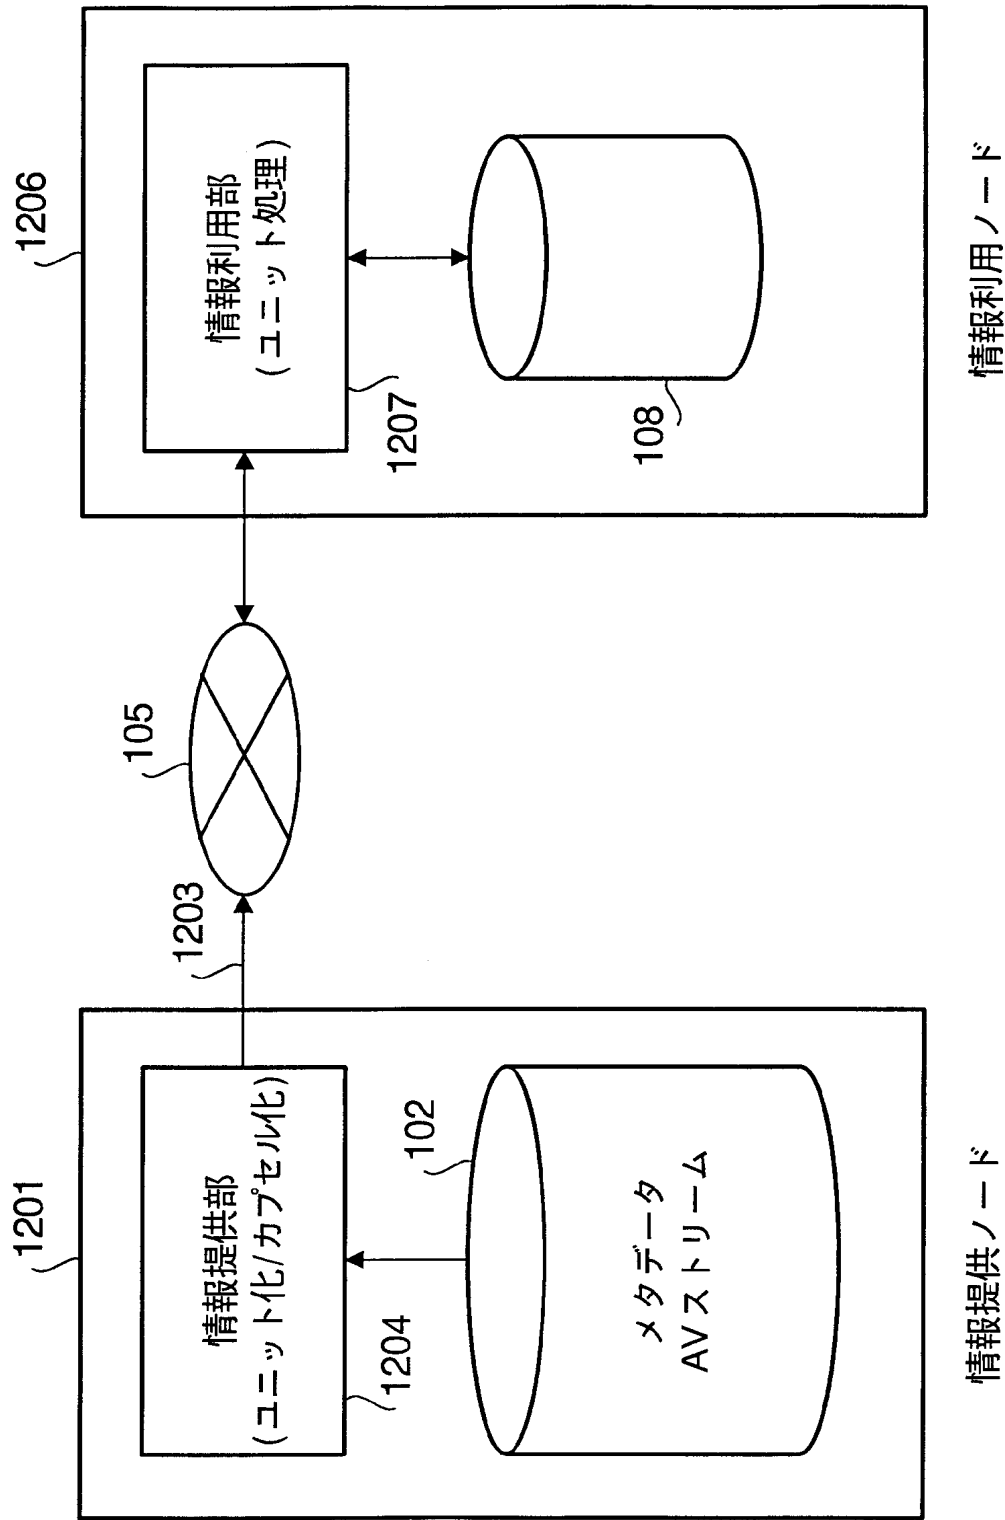 1201
情報提供部
(ユニット化/カプセル化)
1204
102
メタデータ
AVストリーム
情報提供ノード
1203
105
1206
情報利用部
(ユニット処理)
1207
108
情報利用ノード